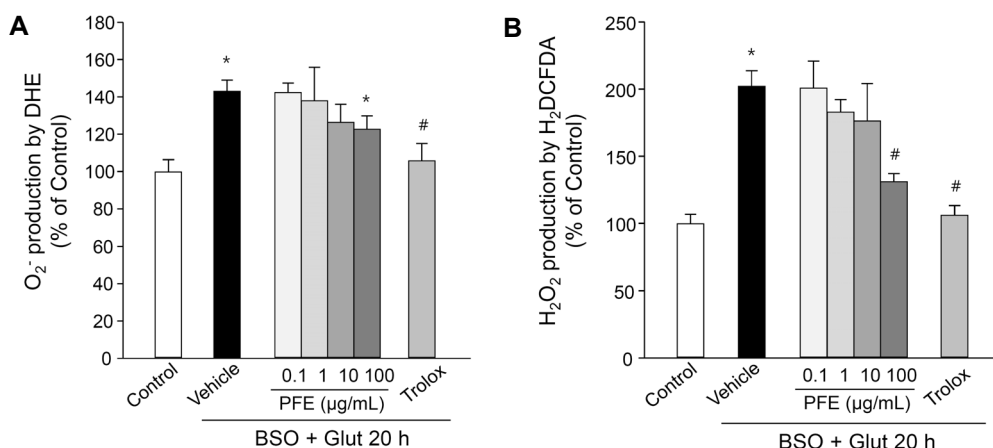 A
O₂⁻ production by DHE
(% of Control)
180
160
140
120
100
80
60
40
20
0
*
*
#
Control
Vehicle
0.1 1 10 100
Trolox
PFE (µg/mL)
BSO + Glut 20 h
B
H₂O₂ production by H₂DCFDA
(% of Control)
250
200
150
100
50
0
*
#
#
Control
Vehicle
0.1 1 10 100
Trolox
PFE (µg/mL)
BSO + Glut 20 h